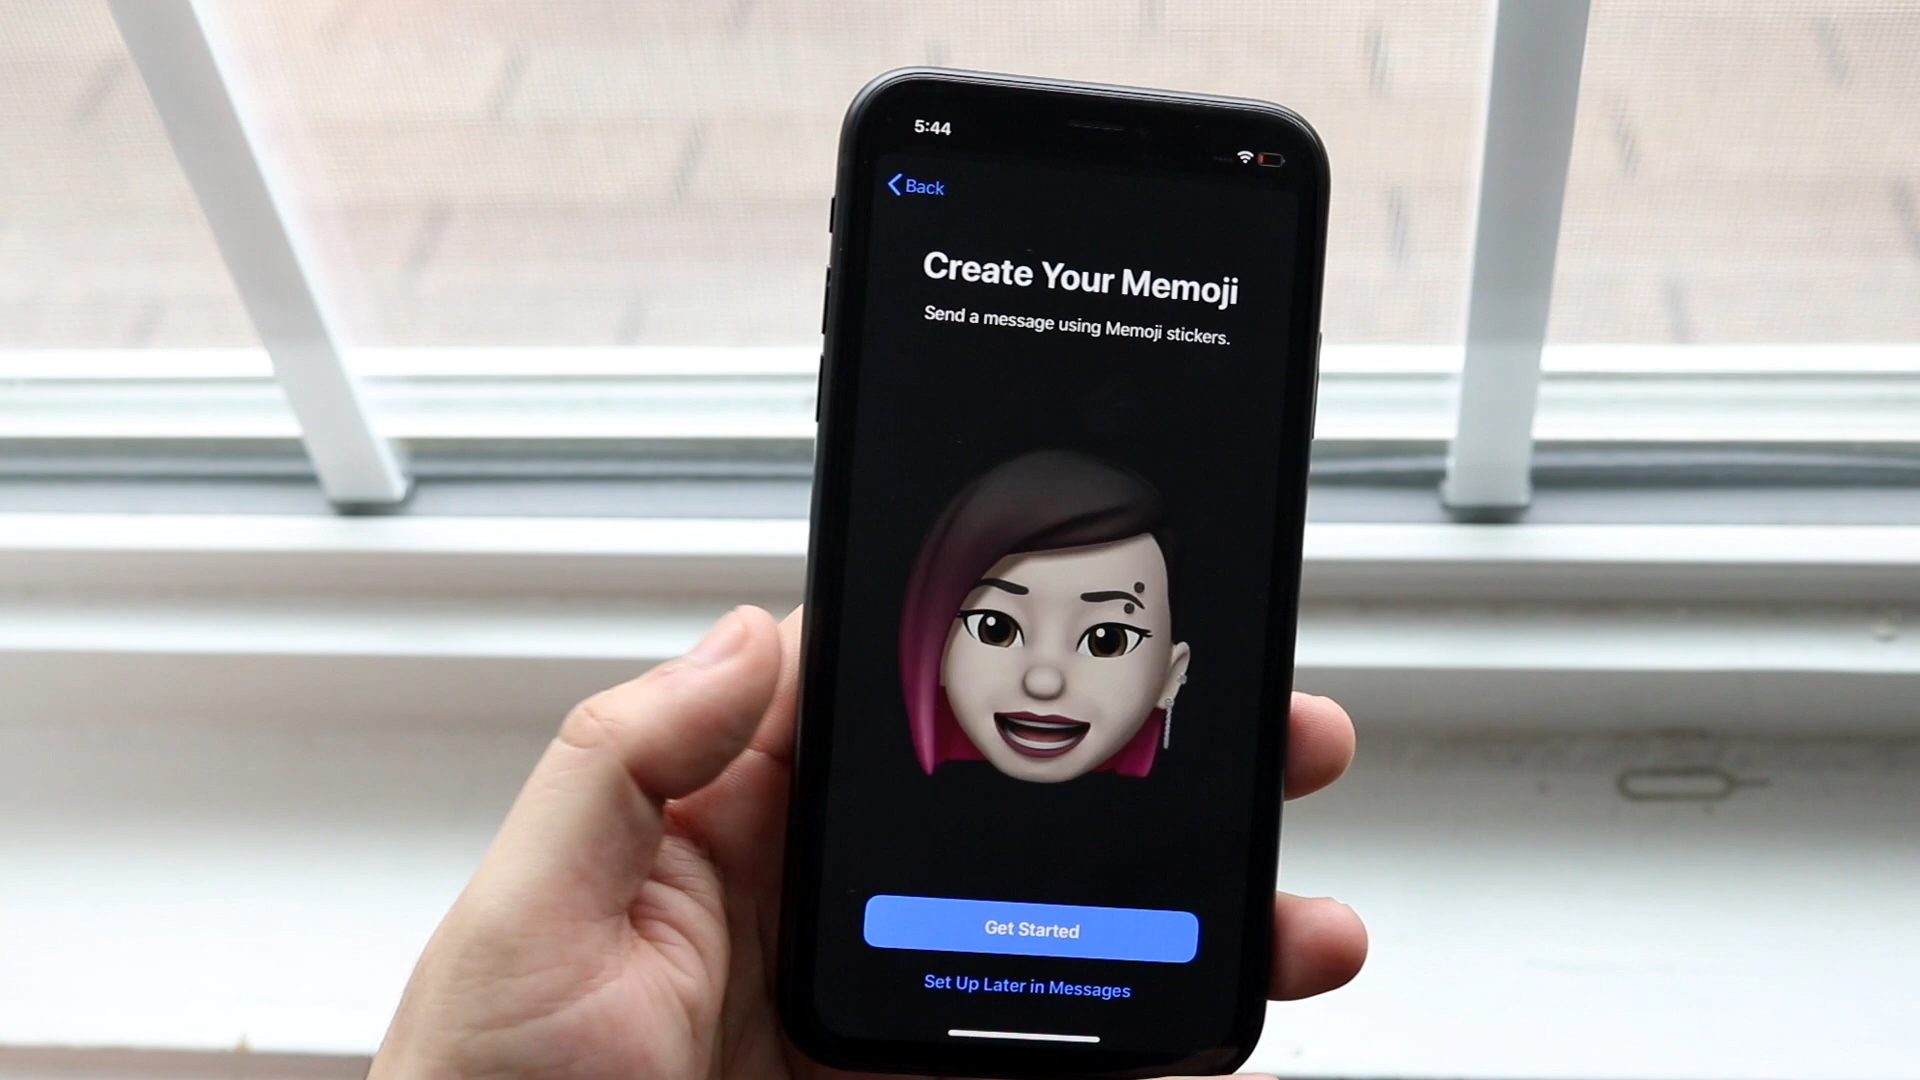 5:44
Back
Create Your Memoji
Send a message using Memoji stickers.
Get Started
Set Up Later in Messages